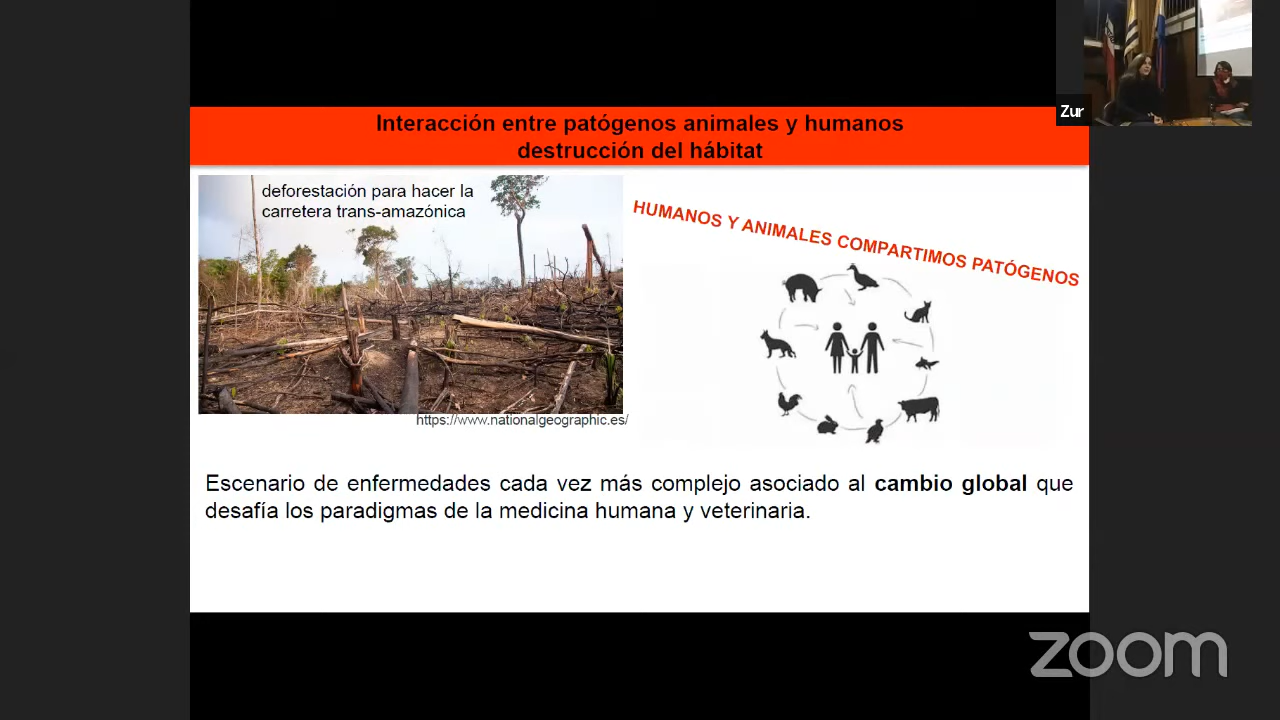 Interacción entre patógenos animales y humanos
destrucción del hábitat
deforestación para hacer la
carretera trans-amazónica
HUMANOS Y ANIMALES COMPARTIMOS PATÓGENOS
https://www.nationalgeographic.es/
Escenario de enfermedades cada vez más complejo asociado al cambio global que
desafía los paradigmas de la medicina humana y veterinaria.
Zur
zoom